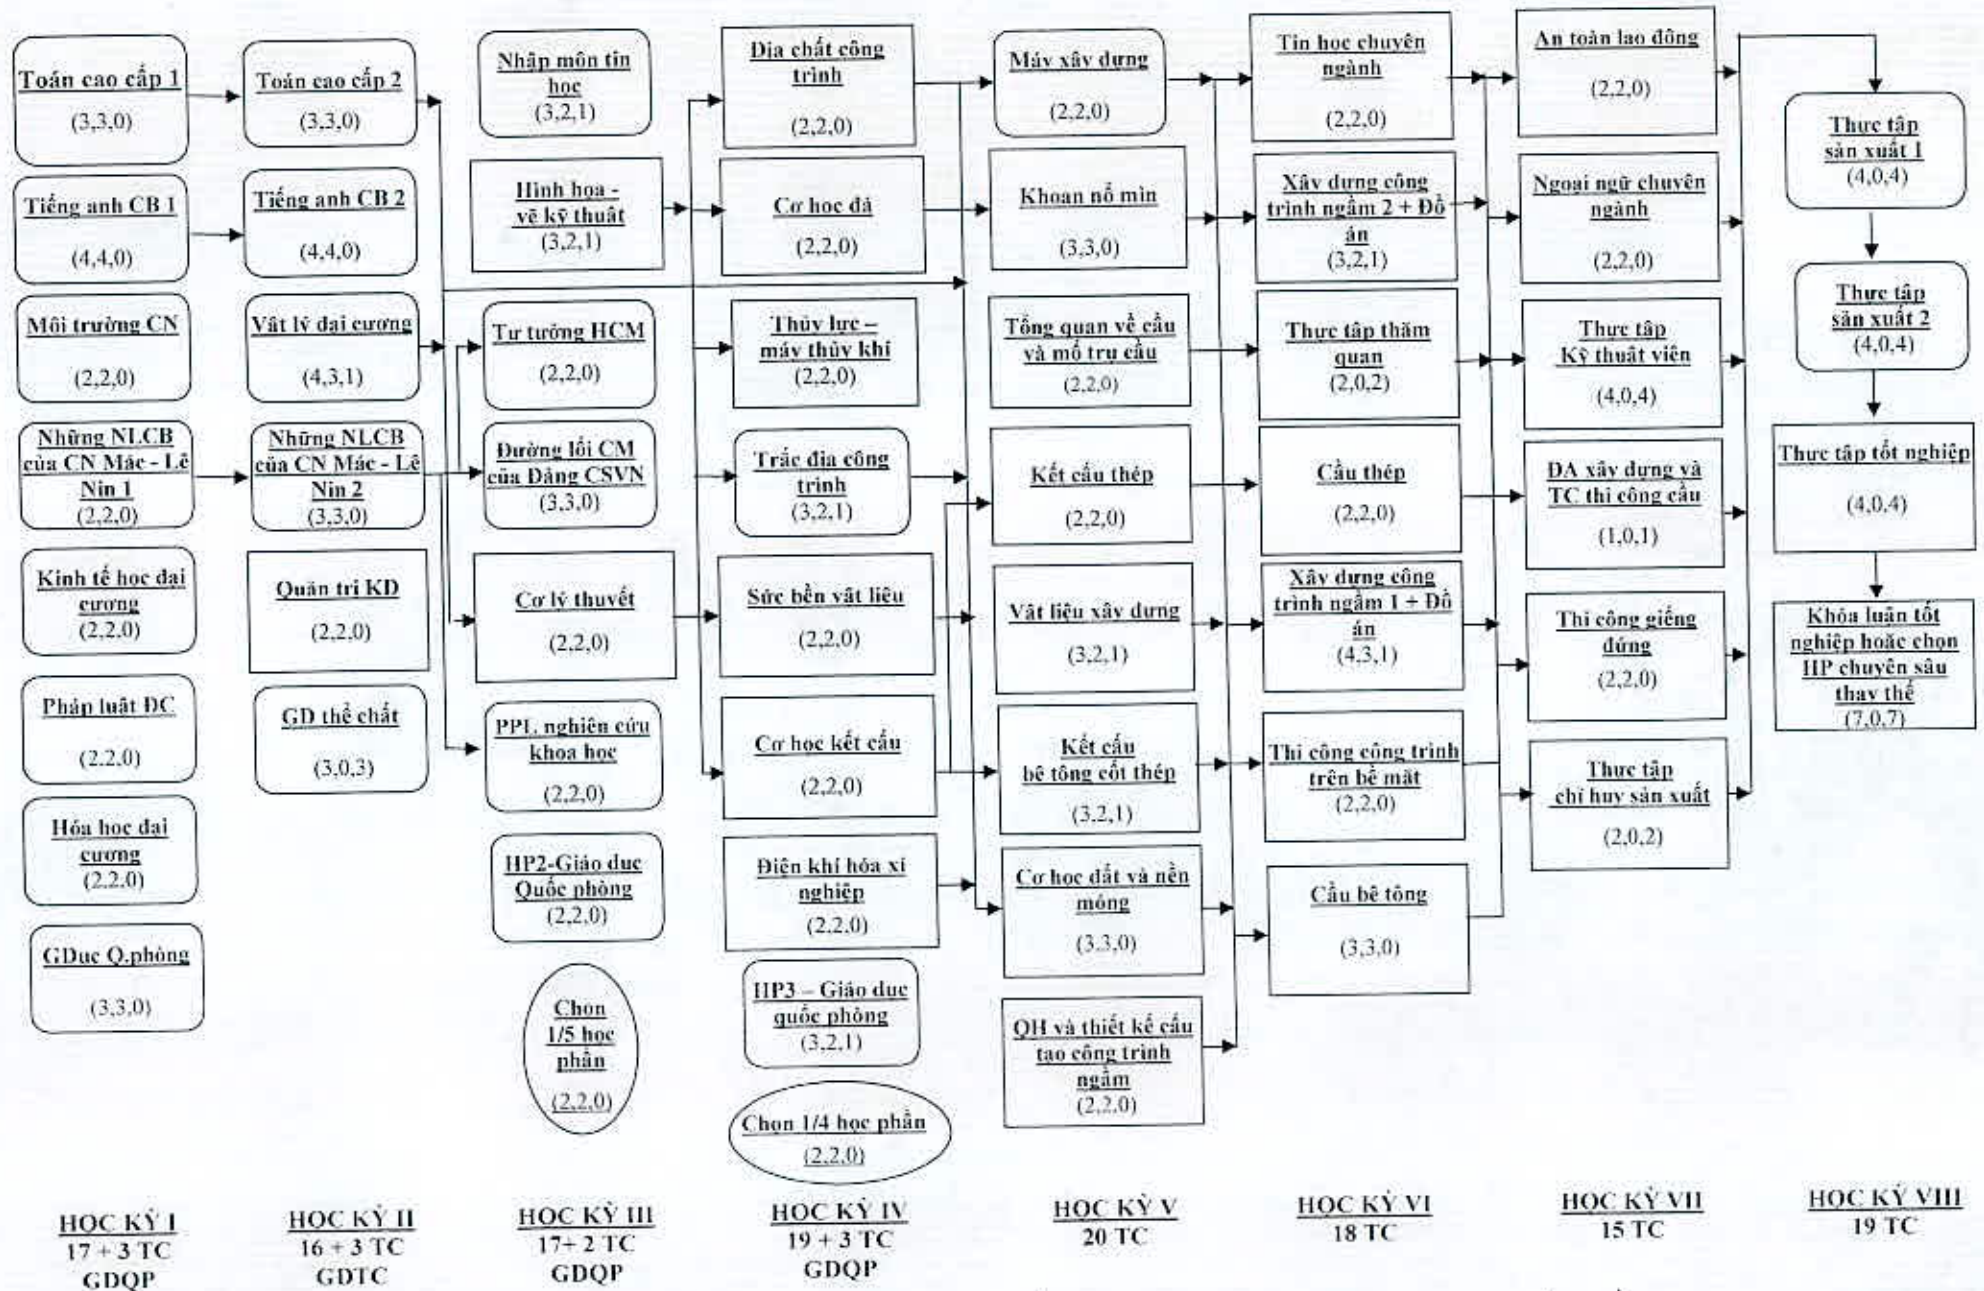 Toán cao cấp 1
(3,3,0)
Tiếng anh CB 1
(4,4,0)
Môi trường CN
(2,2,0)
Những NLCB
của CN Mác - Lê
Nin 1
(2,2,0)
Kinh tế học đại
cương
(2,2,0)
Pháp luật ĐC
(2,2,0)
Hóa học đại
cương
(2,2,0)
GDục Q.phòng
(3,3,0)
HỌC KỲ I
17 + 3 TC
GDQP
Toán cao cấp 2
(3,3,0)
Tiếng anh CB 2
(4,4,0)
Vật lý đại cương
(4,3,1)
Những NLCB
của CN Mác - Lê
Nin 2
(3,3,0)
Quản trị KD
(2,2,0)
GD thể chất
(3,0,3)
HỌC KỲ II
16 + 3 TC
GDTC
Nhập môn tin
học
(3,2,1)
Hình họa -
vẽ kỹ thuật
(3,2,1)
Tư tưởng HCM
(2,2,0)
Đường lối CM
của Đảng CSVN
(3,3,0)
Cơ lý thuyết
(2,2,0)
PPL nghiên cứu
khoa học
(2,2,0)
HP2-Giáo dục
Quốc phòng
(2,2,0)
Chọn
1/5 học
phần
(2,2,0)
HỌC KỲ III
17+ 2 TC
GDQP
Địa chất công
trình
(2,2,0)
Cơ học đá
(2,2,0)
Thủy lực –
máy thủy khí
(2,2,0)
Trắc địa công
trình
(3,2,1)
Sức bền vật liệu
(2,2,0)
Cơ học kết cấu
(2,2,0)
Điện khí hóa xí
nghiệp
(2,2,0)
HP3 – Giáo dục
quốc phòng
(3,2,1)
Chọn 1/4 học phần
(2,2,0)
HỌC KỲ IV
19 + 3 TC
GDQP
Máy xây dựng
(2,2,0)
Khoan nổ mìn
(3,3,0)
Tổng quan về cầu
và mố trụ cầu
(2,2,0)
Kết cấu thép
(2,2,0)
Vật liệu xây dựng
(3,2,1)
Kết cấu
bê tông cốt thép
(3,2,1)
Cơ học đất và nền
móng
(3,3,0)
QH và thiết kế cấu
tạo công trình
ngầm
(2,2,0)
HỌC KỲ V
20 TC
Tin học chuyên
ngành
(2,2,0)
Xây dựng công
trình ngầm 2 + Đồ
án
(3,2,1)
Thực tập thăm
quan
(2,0,2)
Cầu thép
(2,2,0)
Xây dựng công
trình ngầm 1 + Đồ
án
(4,3,1)
Thi công công trình
trên bề mặt
(2,2,0)
Cầu bê tông
(3,3,0)
HỌC KỲ VI
18 TC
An toàn lao động
(2,2,0)
Ngoại ngữ chuyên
ngành
(2,2,0)
Thực tập
Kỹ thuật viên
(4,0,4)
ĐA xây dựng và
TC thi công cầu
(1,0,1)
Thi công giếng
đứng
(2,2,0)
Thực tập
chỉ huy sản xuất
(2,0,2)
HỌC KỲ VII
15 TC
Thực tập
sản xuất 1
(4,0,4)
Thực tập
sản xuất 2
(4,0,4)
Thực tập tốt nghiệp
(4,0,4)
Khóa luận tốt
nghiệp hoặc chọn
HP chuyên sâu
thay thế
(7,0,7)
HỌC KỲ VIII
19 TC